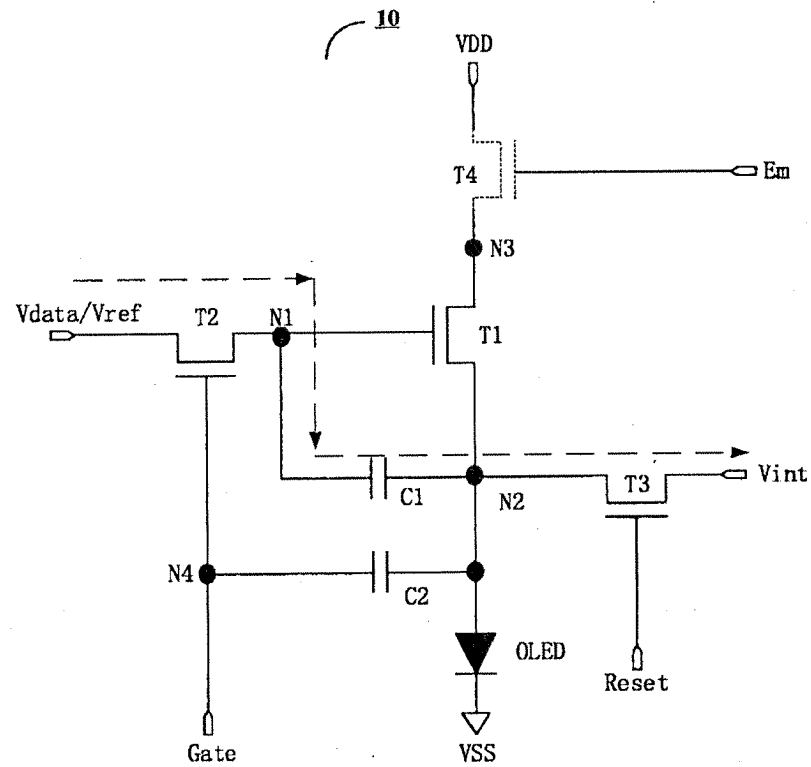 10
VDD
T4
Em
N3
Vdata/Vref
T2
N1
T1
C1
N2
T3
Vint
N4
C2
OLED
Reset
Gate
VSS